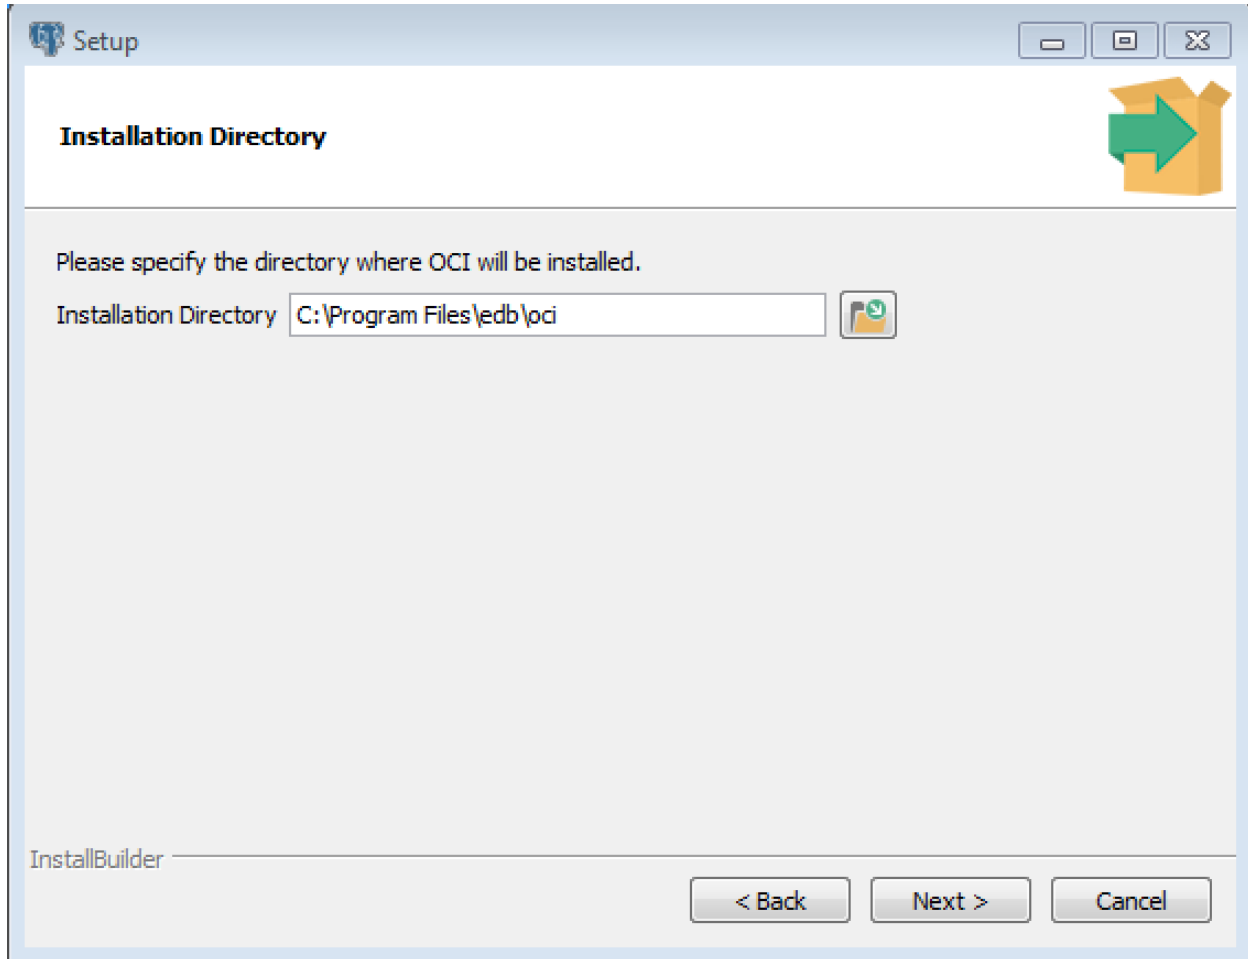 Setup
Installation Directory
Please specify the directory where OCI will be installed.
Installation Directory C:\Program Files\edb\oci
InstallBuilder
< Back Next > Cancel